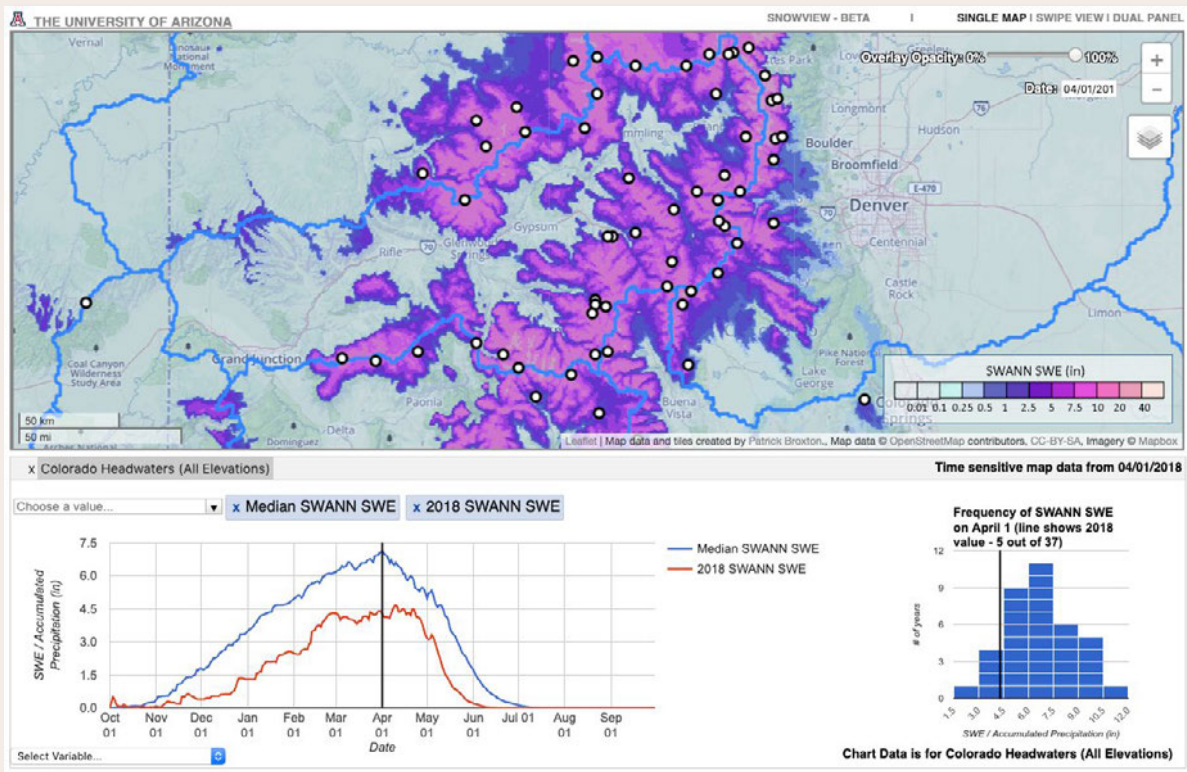 THE UNIVERSITY OF ARIZONA
SNOWVIEW - BETA | SINGLE MAP | SWIPE VIEW | DUAL PANEL
Vernal
Dinosaur
National
Monument
Overlay Opacity: 0% 100%
Date: 04/01/201
+
−
76
Longmont
Hudson
Boulder
Broomfield
E-470
Denver
70
Centennial
Castle
Rock
Limon
Gypsum
Rifle
70
Glenwood
Springs
Grand Junction
Coal Canyon
Wilderness
Study Area
Paonia
Delta
Dominguez
Buena
Vista
Pike National
Forest
Lake
George
Colorado
Springs
SWANN SWE (in)
0.01 0.1 0.25 0.5 1 2.5 5 7.5 10 20 40
50 km
50 mi
Leaflet | Map data and tiles created by Patrick Broxton., Map data © OpenStreetMap contributors, CC-BY-SA, Imagery © Mapbox
x Colorado Headwaters (All Elevations)
Time sensitive map data from 04/01/2018
Choose a value...
x Median SWANN SWE
x 2018 SWANN SWE
7.5
6.0
4.5
3.0
1.5
0.0
SWE / Accumulated
Precipitation (in)
Oct Nov Dec Jan Feb Mar Apr May Jun Jul 01 Aug Sep
01 01 01 01 01 01 01 01 01 01 01
Date
Median SWANN SWE
2018 SWANN SWE
Frequency of SWANN SWE
on April 1 (line shows 2018
value - 5 out of 37)
12
9
6
3
0
# of years
1.5 3.0 4.5 6.0 7.5 9.0 10.5 12.0
SWE / Accumulated Precipitation (in)
Select Variable...
Chart Data is for Colorado Headwaters (All Elevations)